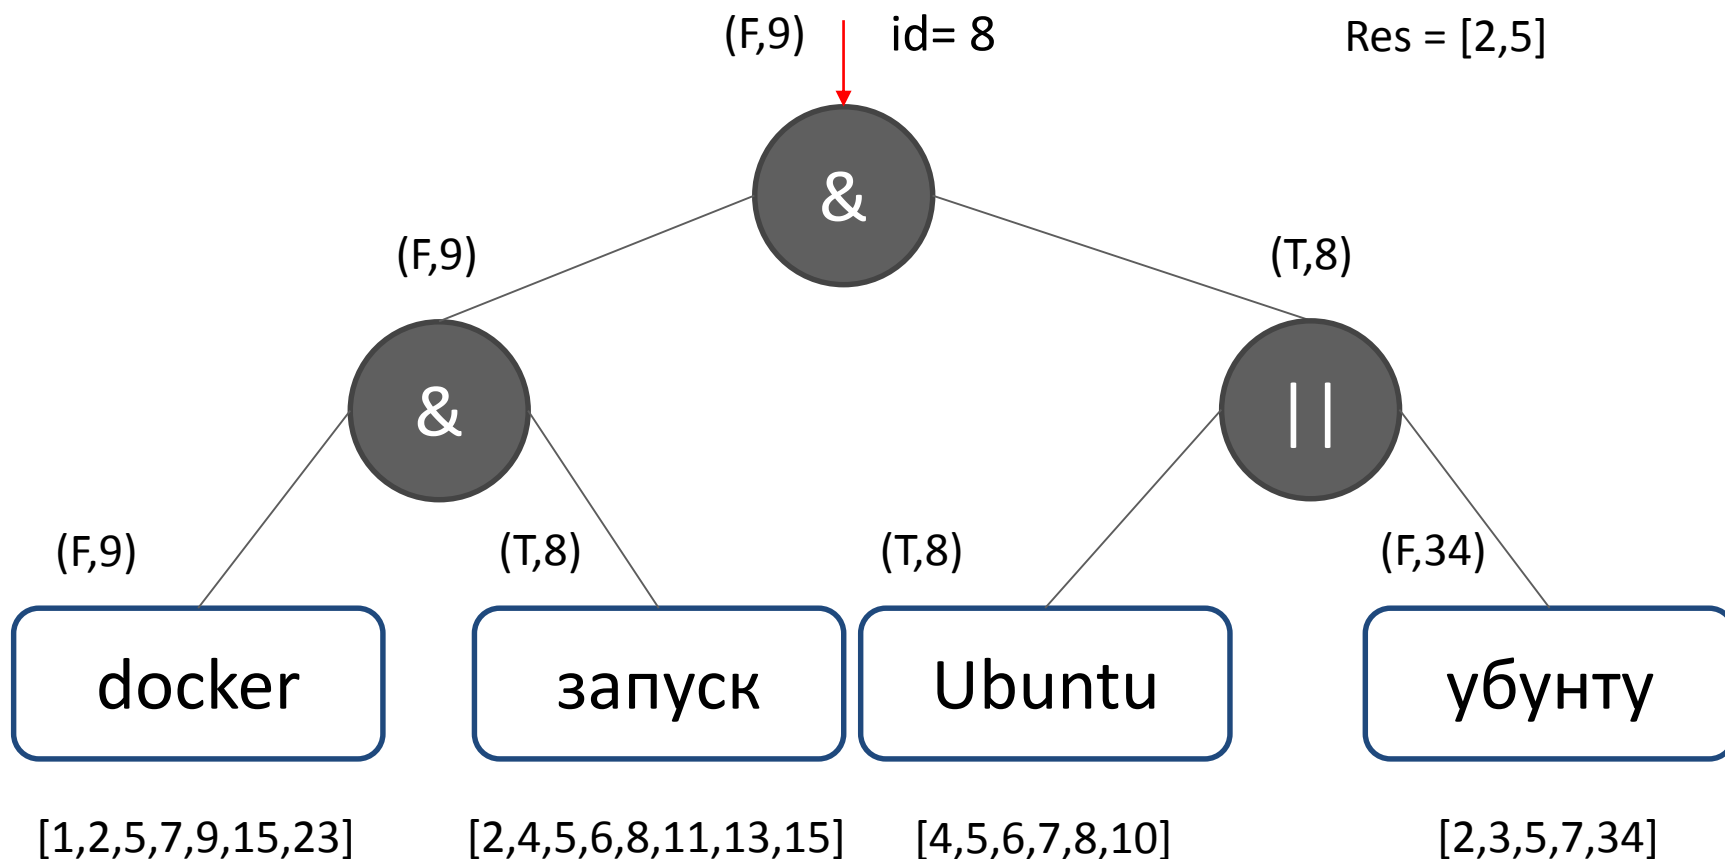 (F,9) id= 8 Res = [2,5]
&
(F,9) (T,8)
& ||
(F,9) (T,8) (T,8) (F,34)
docker запуск Ubuntu убунту
[1,2,5,7,9,15,23] [2,4,5,6,8,11,13,15] [4,5,6,7,8,10] [2,3,5,7,34]